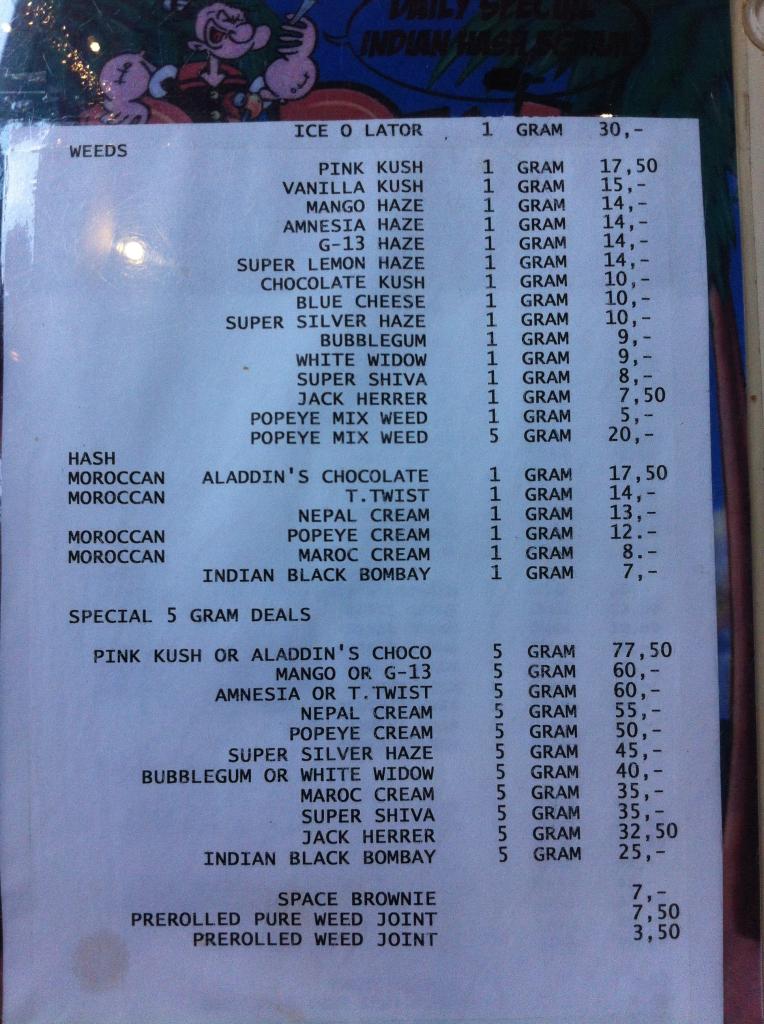 DAILY SPECIAL
INDIAN HASH 5 GRAM
ICE O LATOR 1 GRAM 30,-
WEEDS
PINK KUSH 1 GRAM 17,50
VANILLA KUSH 1 GRAM 15,-
MANGO HAZE 1 GRAM 14,-
AMNESIA HAZE 1 GRAM 14,-
G-13 HAZE 1 GRAM 14,-
SUPER LEMON HAZE 1 GRAM 14,-
CHOCOLATE KUSH 1 GRAM 10,-
BLUE CHEESE 1 GRAM 10,-
SUPER SILVER HAZE 1 GRAM 10,-
BUBBLEGUM 1 GRAM 9,-
WHITE WIDOW 1 GRAM 9,-
SUPER SHIVA 1 GRAM 8,-
JACK HERRER 1 GRAM 7,50
POPEYE MIX WEED 1 GRAM 5,-
POPEYE MIX WEED 5 GRAM 20,-
HASH
MOROCCAN ALADDIN'S CHOCOLATE 1 GRAM 17,50
MOROCCAN T.TWIST 1 GRAM 14,-
NEPAL CREAM 1 GRAM 13,-
MOROCCAN POPEYE CREAM 1 GRAM 12.-
MOROCCAN MAROC CREAM 1 GRAM 8.-
INDIAN BLACK BOMBAY 1 GRAM 7,-
SPECIAL 5 GRAM DEALS
PINK KUSH OR ALADDIN'S CHOCO 5 GRAM 77,50
MANGO OR G-13 5 GRAM 60,-
AMNESIA OR T.TWIST 5 GRAM 60,-
NEPAL CREAM 5 GRAM 55,-
POPEYE CREAM 5 GRAM 50,-
SUPER SILVER HAZE 5 GRAM 45,-
BUBBLEGUM OR WHITE WIDOW 5 GRAM 40,-
MAROC CREAM 5 GRAM 35,-
SUPER SHIVA 5 GRAM 35,-
JACK HERRER 5 GRAM 32,50
INDIAN BLACK BOMBAY 5 GRAM 25,-
SPACE BROWNIE 7,-
PREROLLED PURE WEED JOINT 7,50
PREROLLED WEED JOINT 3,50